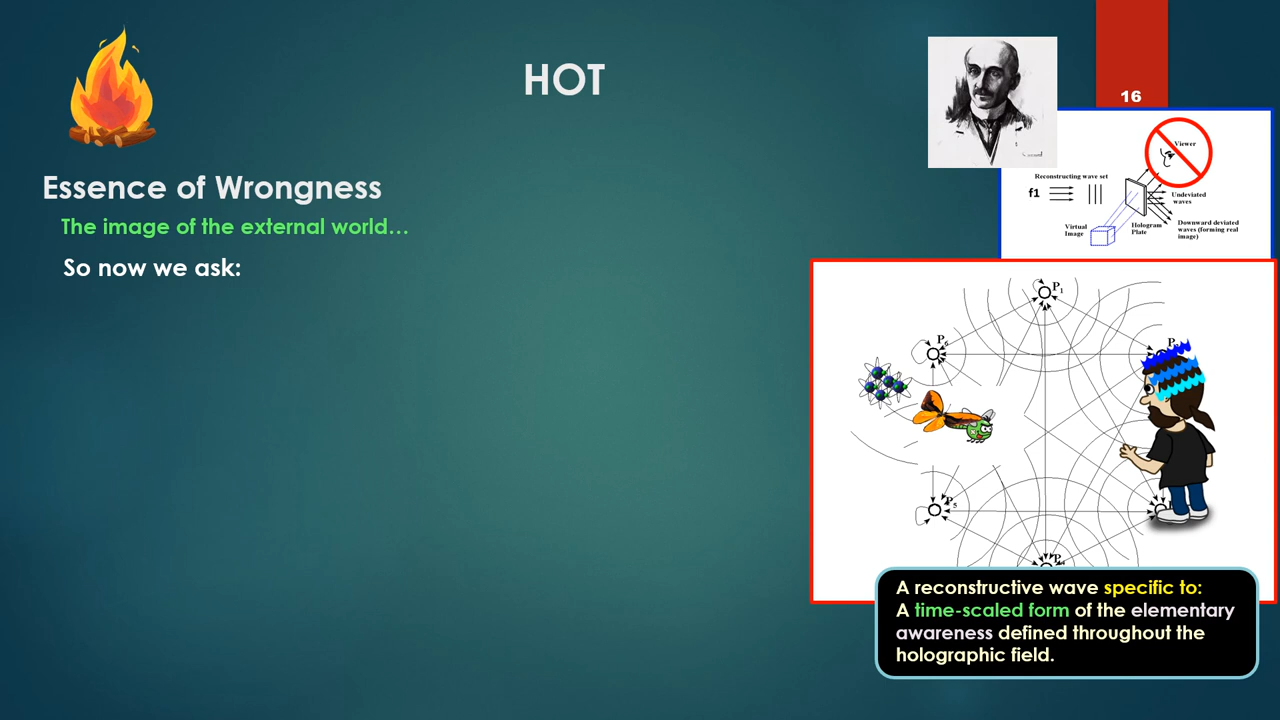 HOT
16
Essence of Wrongness
The image of the external world...
So now we ask:
Viewer
Reconstructing wave set
f1
Undeviated
waves
Virtual
Image
Hologram
Plate
Downward deviated
waves (forming real
image)
P1
P6
P5
A reconstructive wave specific to:
A time-scaled form of the elementary
awareness defined throughout the
holographic field.